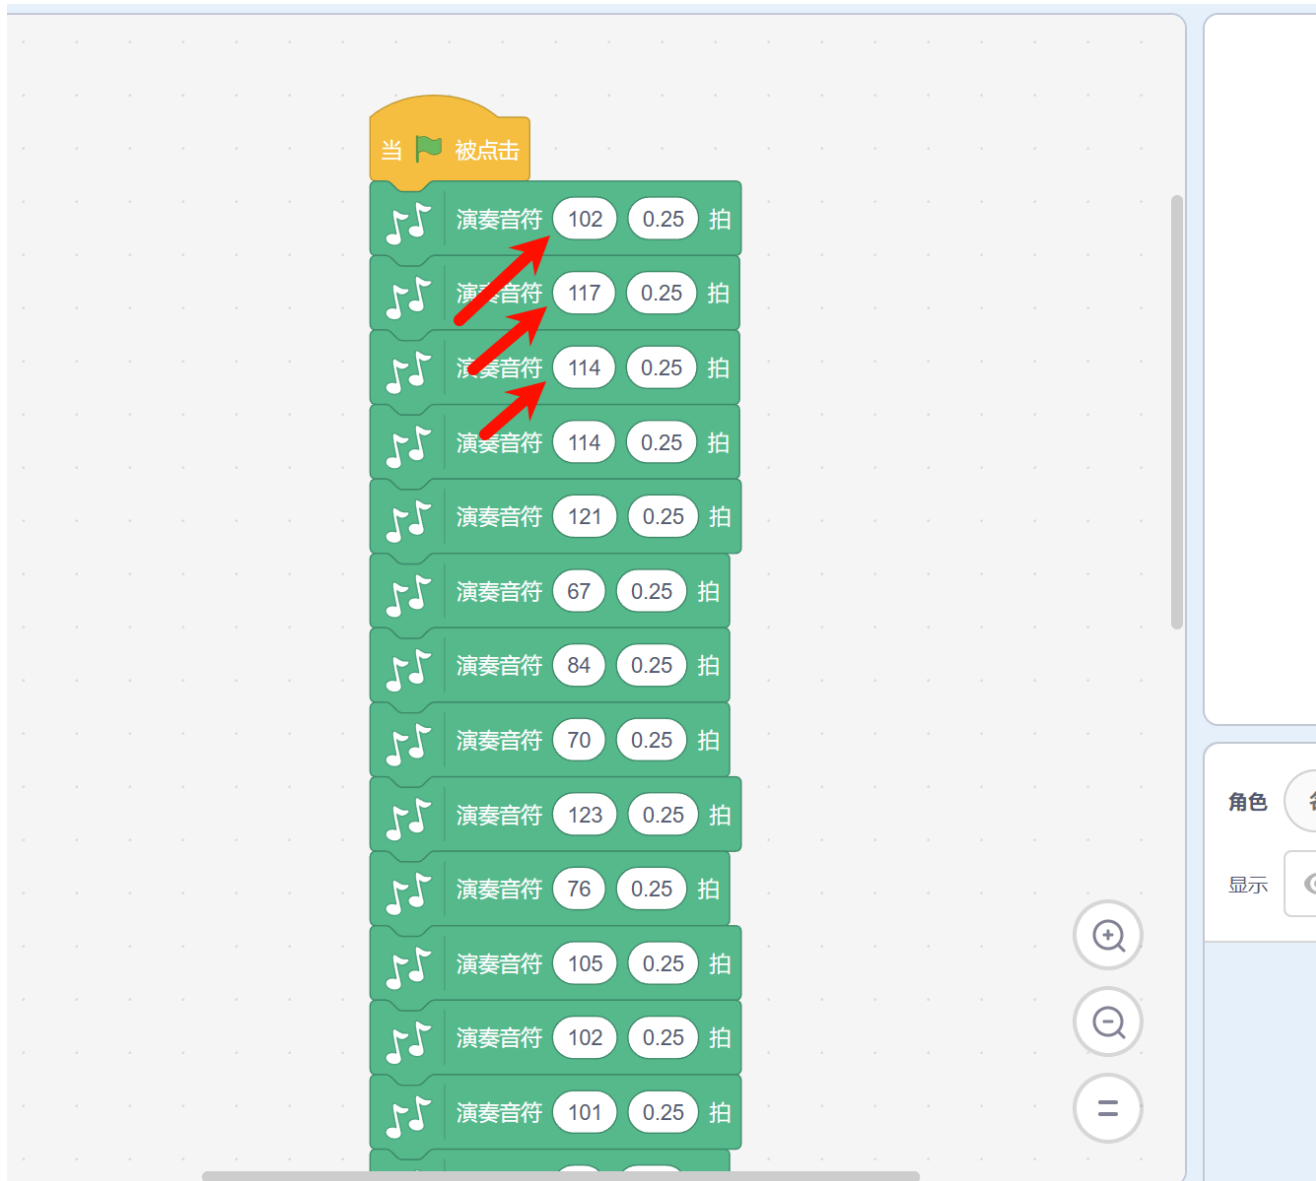 当 被点击
演奏音符 102 0.25 拍
演奏音符 117 0.25 拍
演奏音符 114 0.25 拍
演奏音符 114 0.25 拍
演奏音符 121 0.25 拍
演奏音符 67 0.25 拍
演奏音符 84 0.25 拍
演奏音符 70 0.25 拍
演奏音符 123 0.25 拍
演奏音符 76 0.25 拍
演奏音符 105 0.25 拍
演奏音符 102 0.25 拍
演奏音符 101 0.25 拍
角色
显示